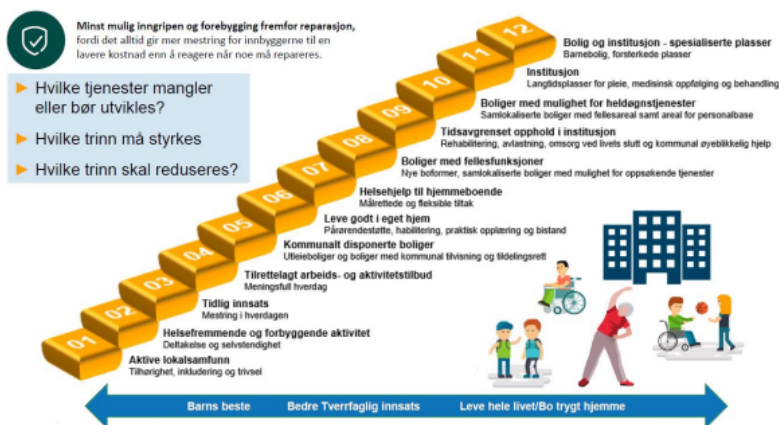 Minst mulig inngripen og forebygging fremfor reparasjon,
fordi det alltid gir mer mestring for innbyggerne til en
lavere kostnad enn å reagere når noe må repareres.
Hvilke tjenester mangler
eller bør utvikles?
Hvilke trinn må styrkes
Hvilke trinn skal reduseres?
12
Bolig og institusjon - spesialiserte plasser
Barnebolig, forsterkede plasser
11
Institusjon
Langtidsplasser for pleie, medisinsk oppfølging og behandling
10
Boliger med mulighet for heldøgnstjenester
Samlokaliserte boliger med fellesareal samt areal for personalbase
09
Tidsavgrenset opphold i institusjon
Rehabilitering, avlastning, omsorg ved livets slutt og kommunal øyeblikkelig hjelp
08
Boliger med fellesfunksjoner
Nye boformer, samlokaliserte boliger med mulighet for oppsøkende tjenester
07
Helsehjelp til hjemmeboende
Målrettede og fleksible tiltak
06
Leve godt i eget hjem
Pårørendestøtte, habilitering, praktisk opplæring og bistand
05
Kommunalt disponerte boliger
Utleieboliger og boliger med kommunal tilvisning og tildelingsrett
04
Tilrettelagt arbeids- og aktivitetstilbud
Meningsfull hverdag
03
Tidlig innsats
Mestring i hverdagen
02
Helsefremmende og forbyggende aktivitet
Deltakelse og selvstendighet
01
Aktive lokalsamfunn
Tilhørighet, inkludering og trivsel
Barns beste Bedre Tverrfaglig innsats Leve hele livet/Bo trygt hjemme